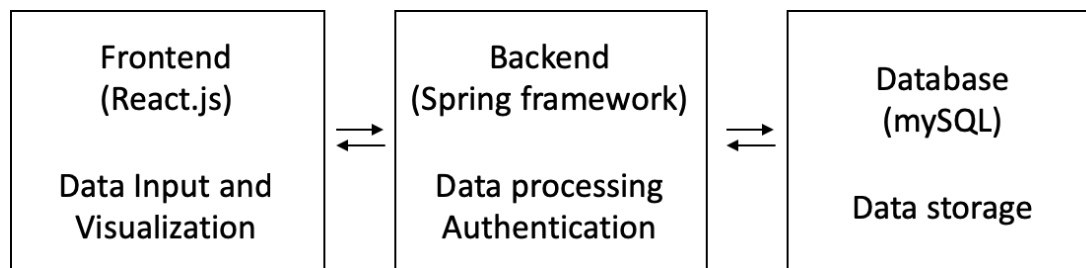 Frontend
(React.js)
Data Input and
Visualization
Backend
(Spring framework)
Data processing
Authentication
Database
(mySQL)
Data storage